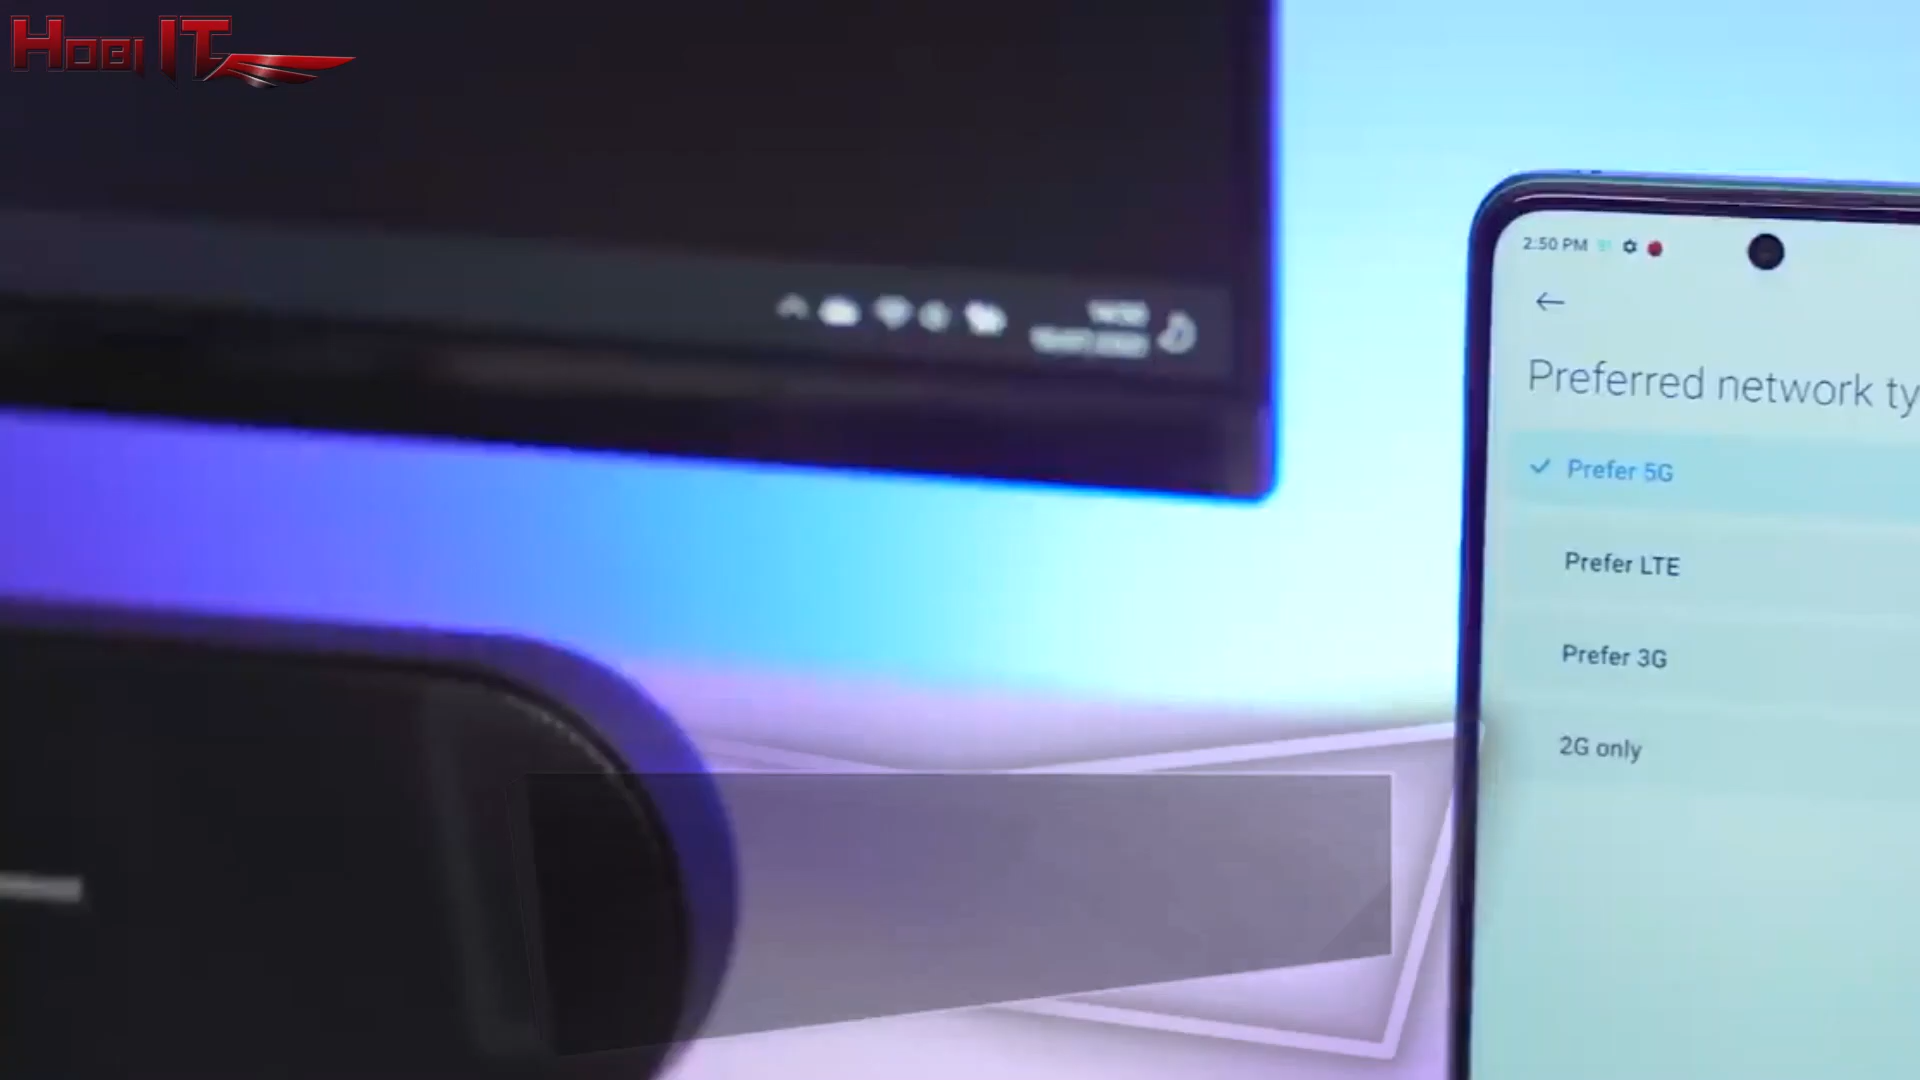 HOBI IT
2:50 PM
Preferred network ty
Prefer 5G
Prefer LTE
Prefer 3G
2G only